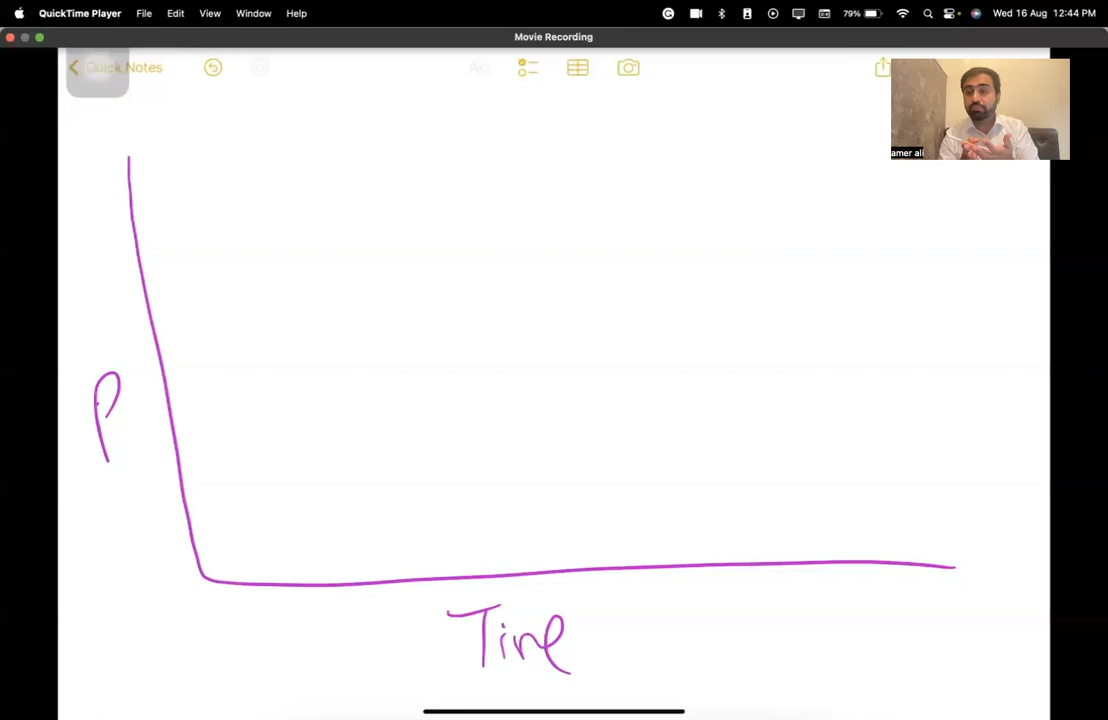 QuickTime Player File Edit View Window Help 79% Wed 16 Aug 12:44 PM
Movie Recording
Quick Notes Aa
amer ali
P
Time